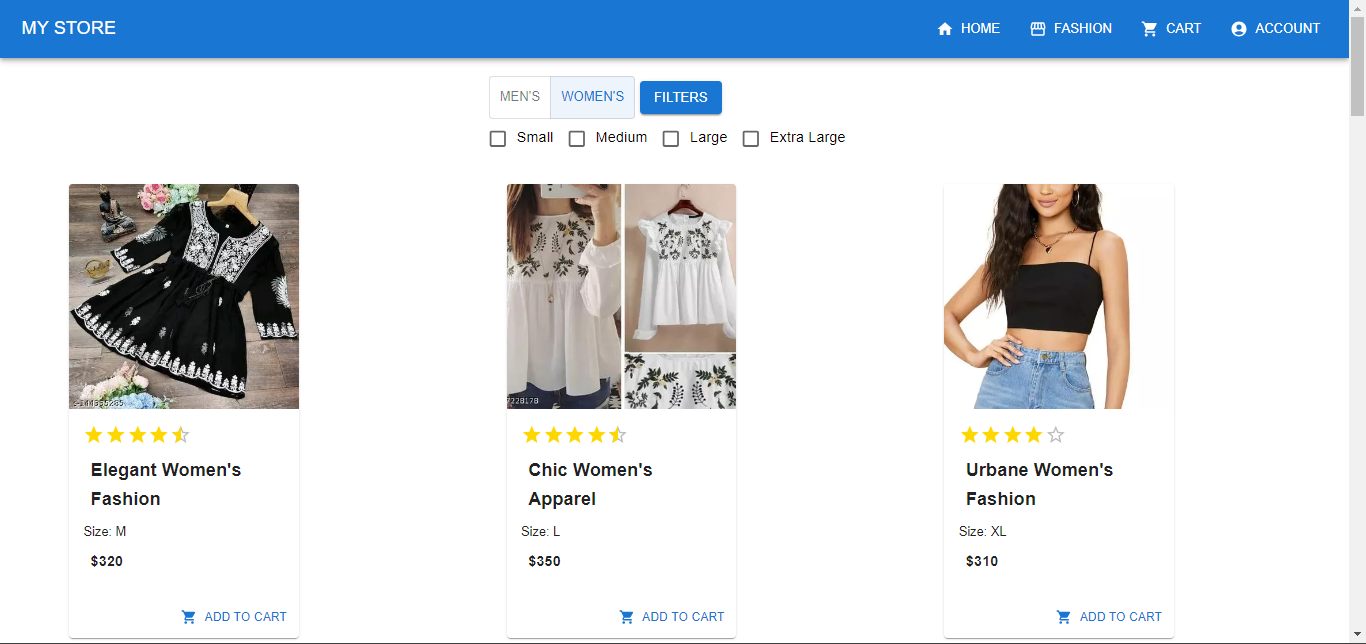 MY STORE
HOME
FASHION
CART
ACCOUNT
MEN'S
WOMEN'S
FILTERS
Small
Medium
Large
Extra Large
Elegant Women's
Fashion
Size: M
$320
ADD TO CART
7228178
Chic Women's
Apparel
Size: L
$350
ADD TO CART
Urbane Women's
Fashion
Size: XL
$310
ADD TO CART